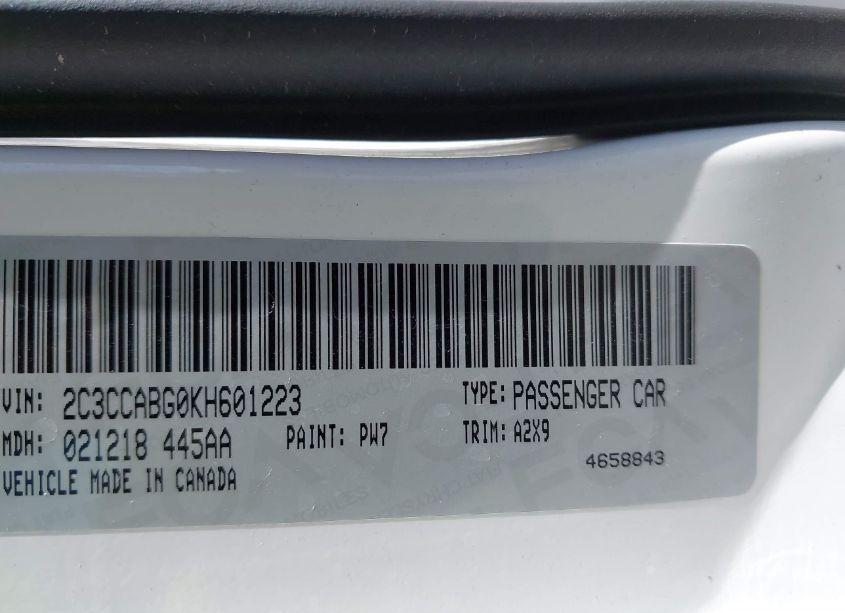 VIN: 2C3CCABG0KH601223 TYPE: PASSENGER CAR
MDH: 021218 445AA PAINT: PW7 TRIM: A2X9
VEHICLE MADE IN CANADA 4658843